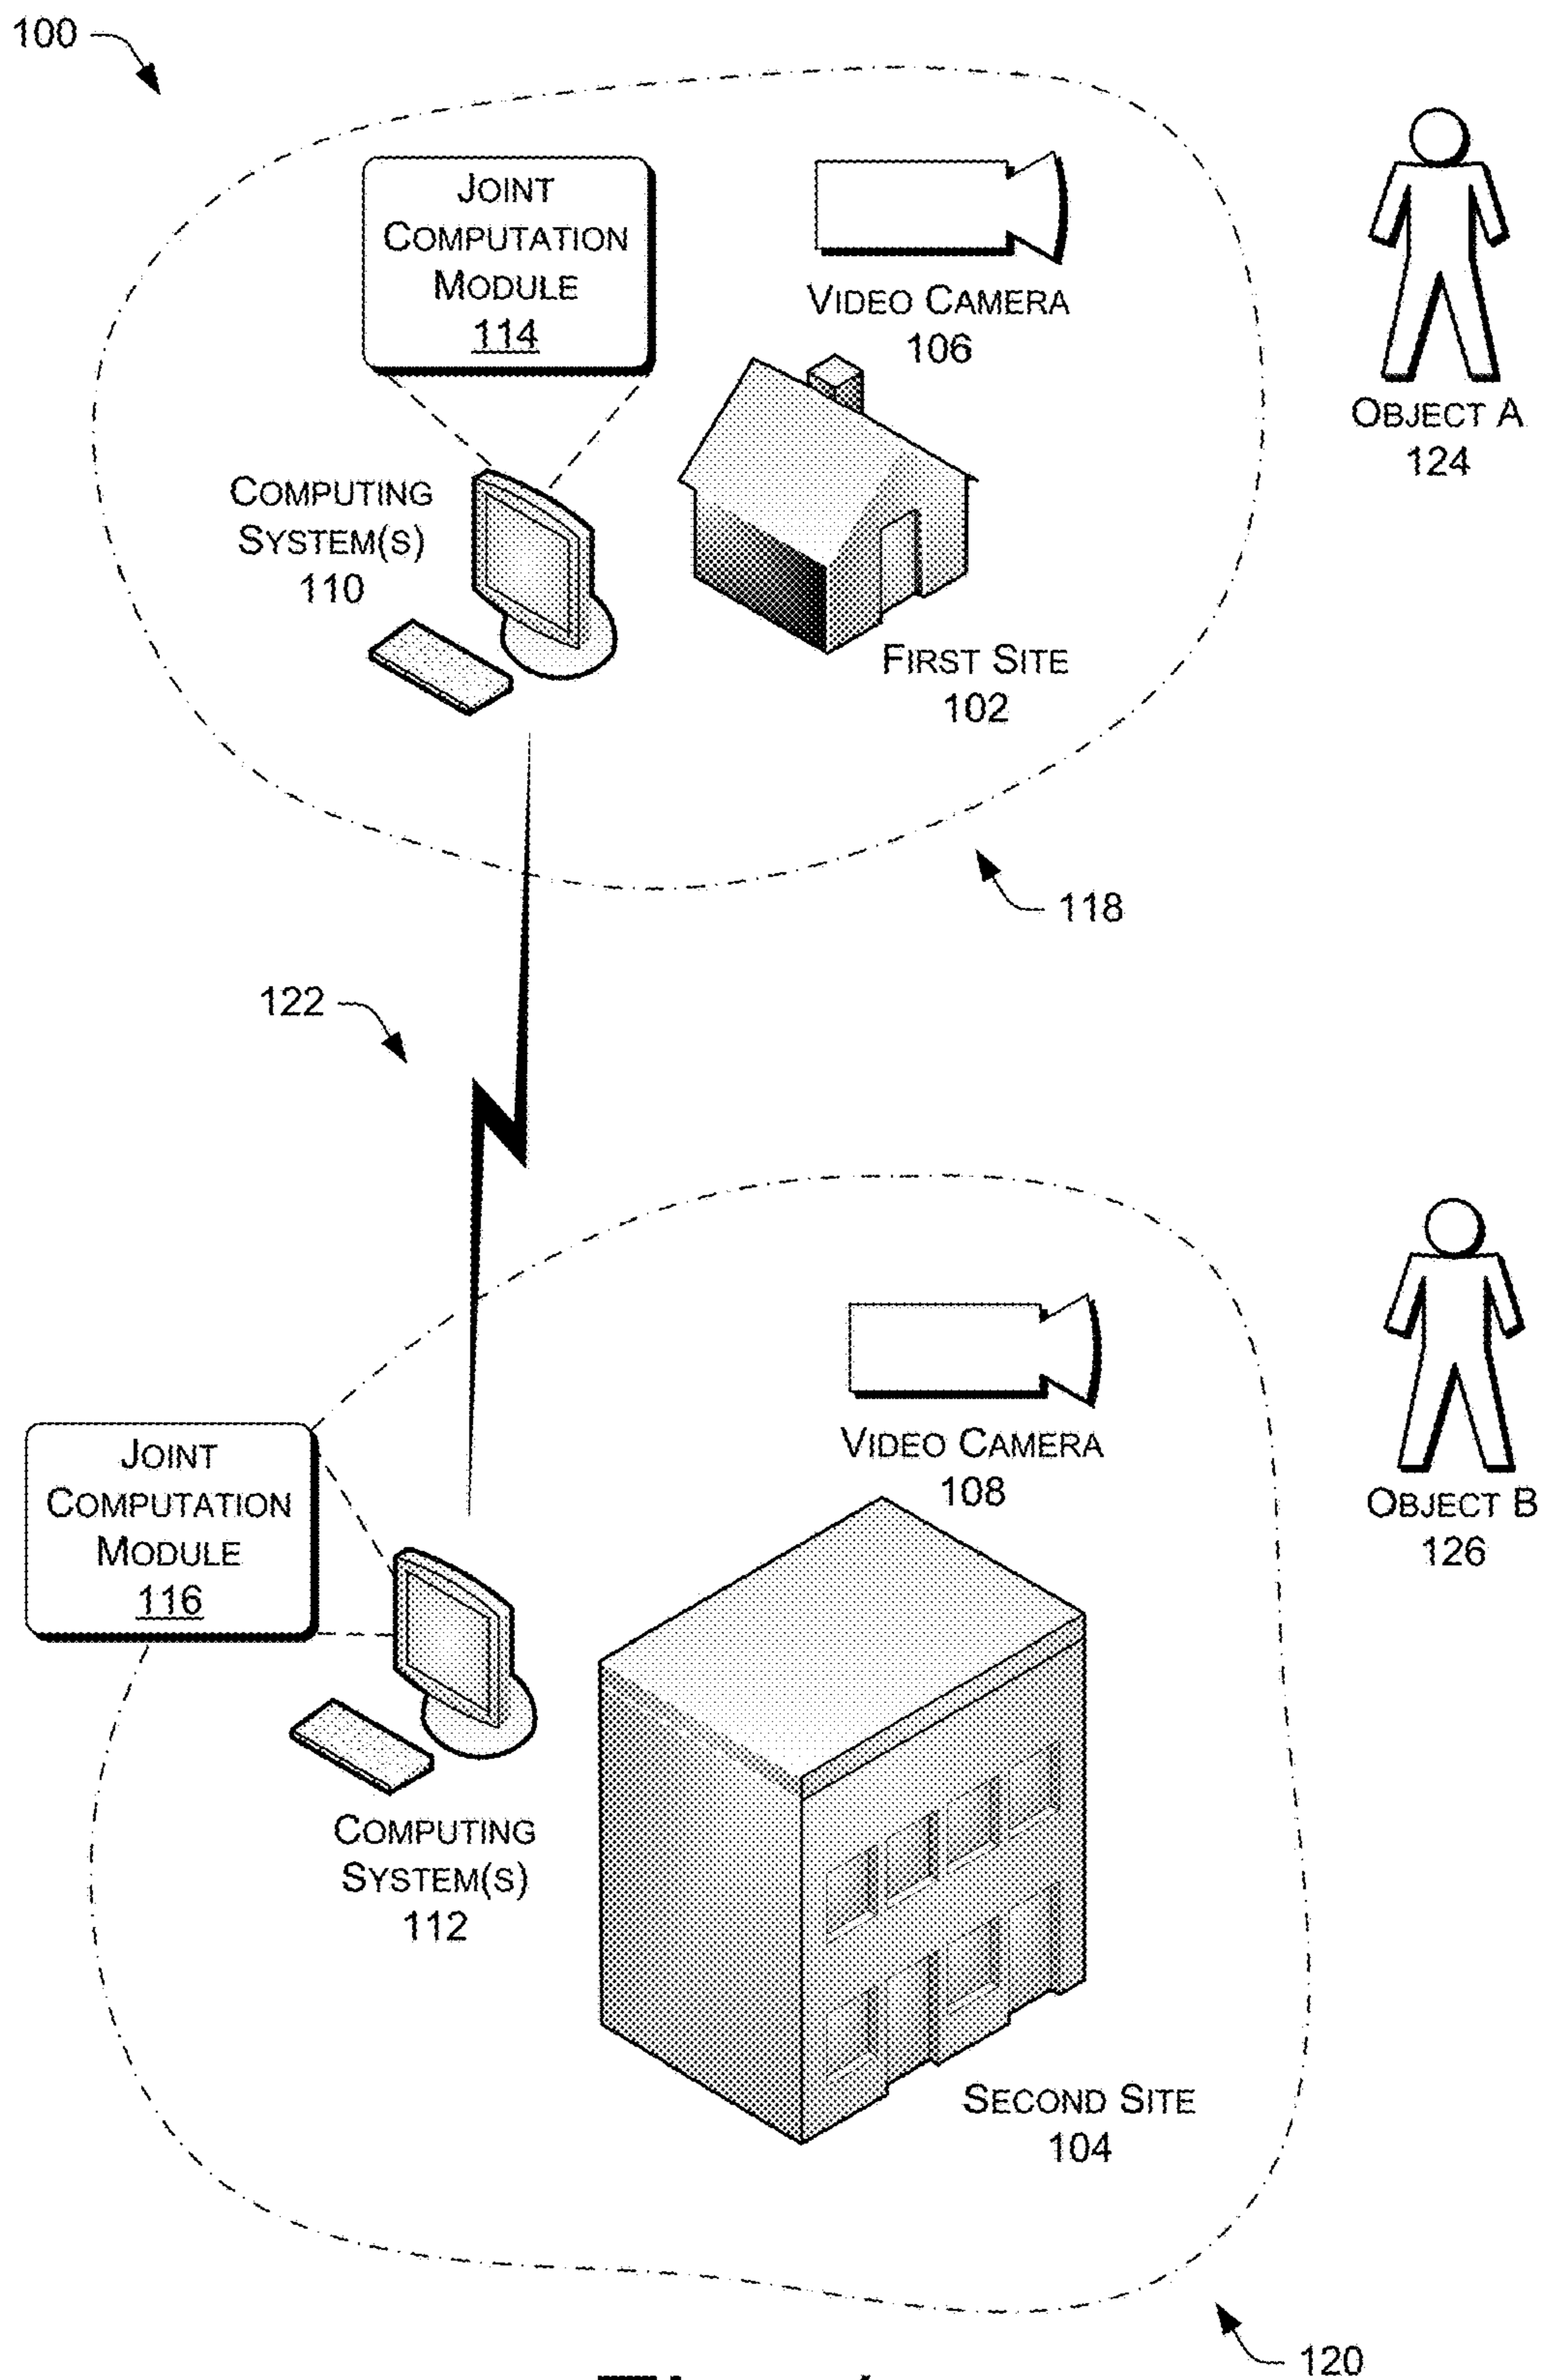 100
JOINT
COMPUTATION
MODULE
114
VIDEO CAMERA
106
OBJECT A
124
COMPUTING
SYSTEM(S)
110
FIRST SITE
102
118
122
VIDEO CAMERA
108
OBJECT B
126
JOINT
COMPUTATION
MODULE
116
COMPUTING
SYSTEM(S)
112
SECOND SITE
104
120